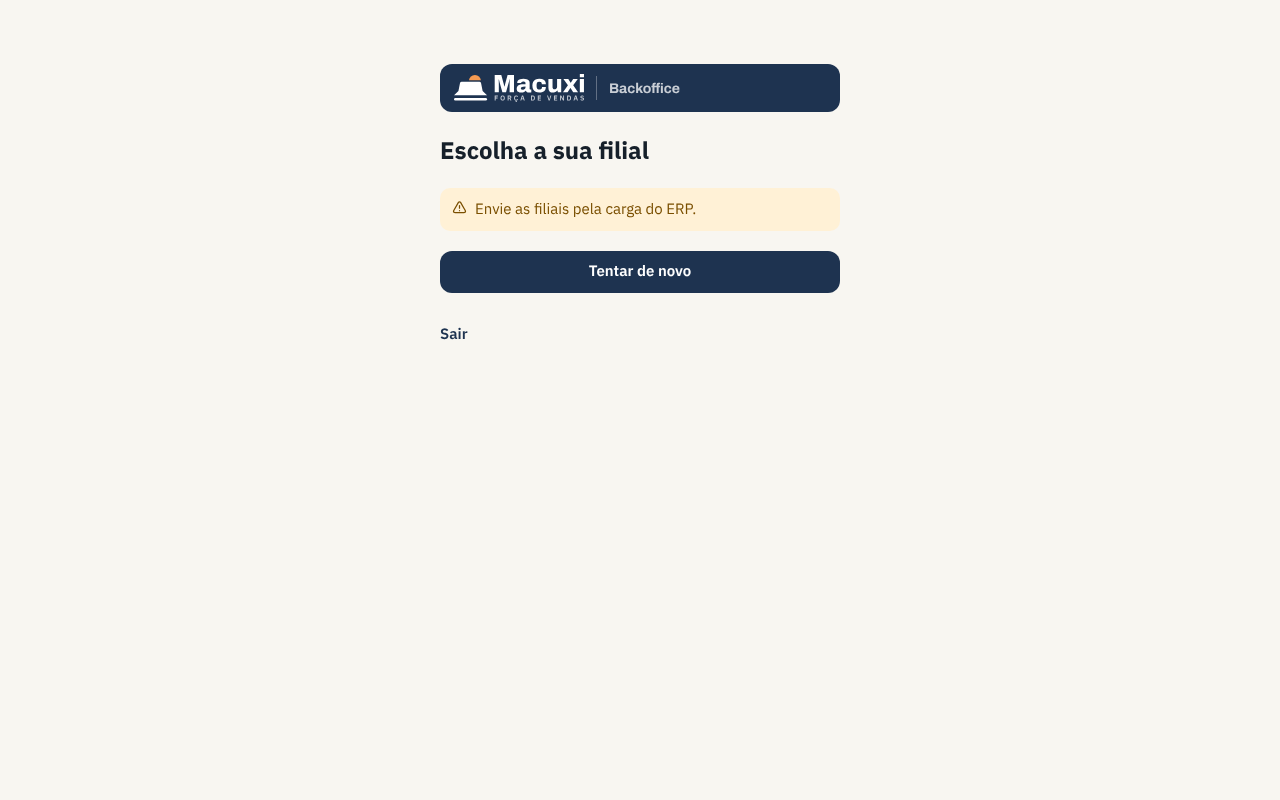 Macuxi
FORÇA DE VENDAS
Backoffice
Escolha a sua filial
Envie as filiais pela carga do ERP.
Tentar de novo
Sair